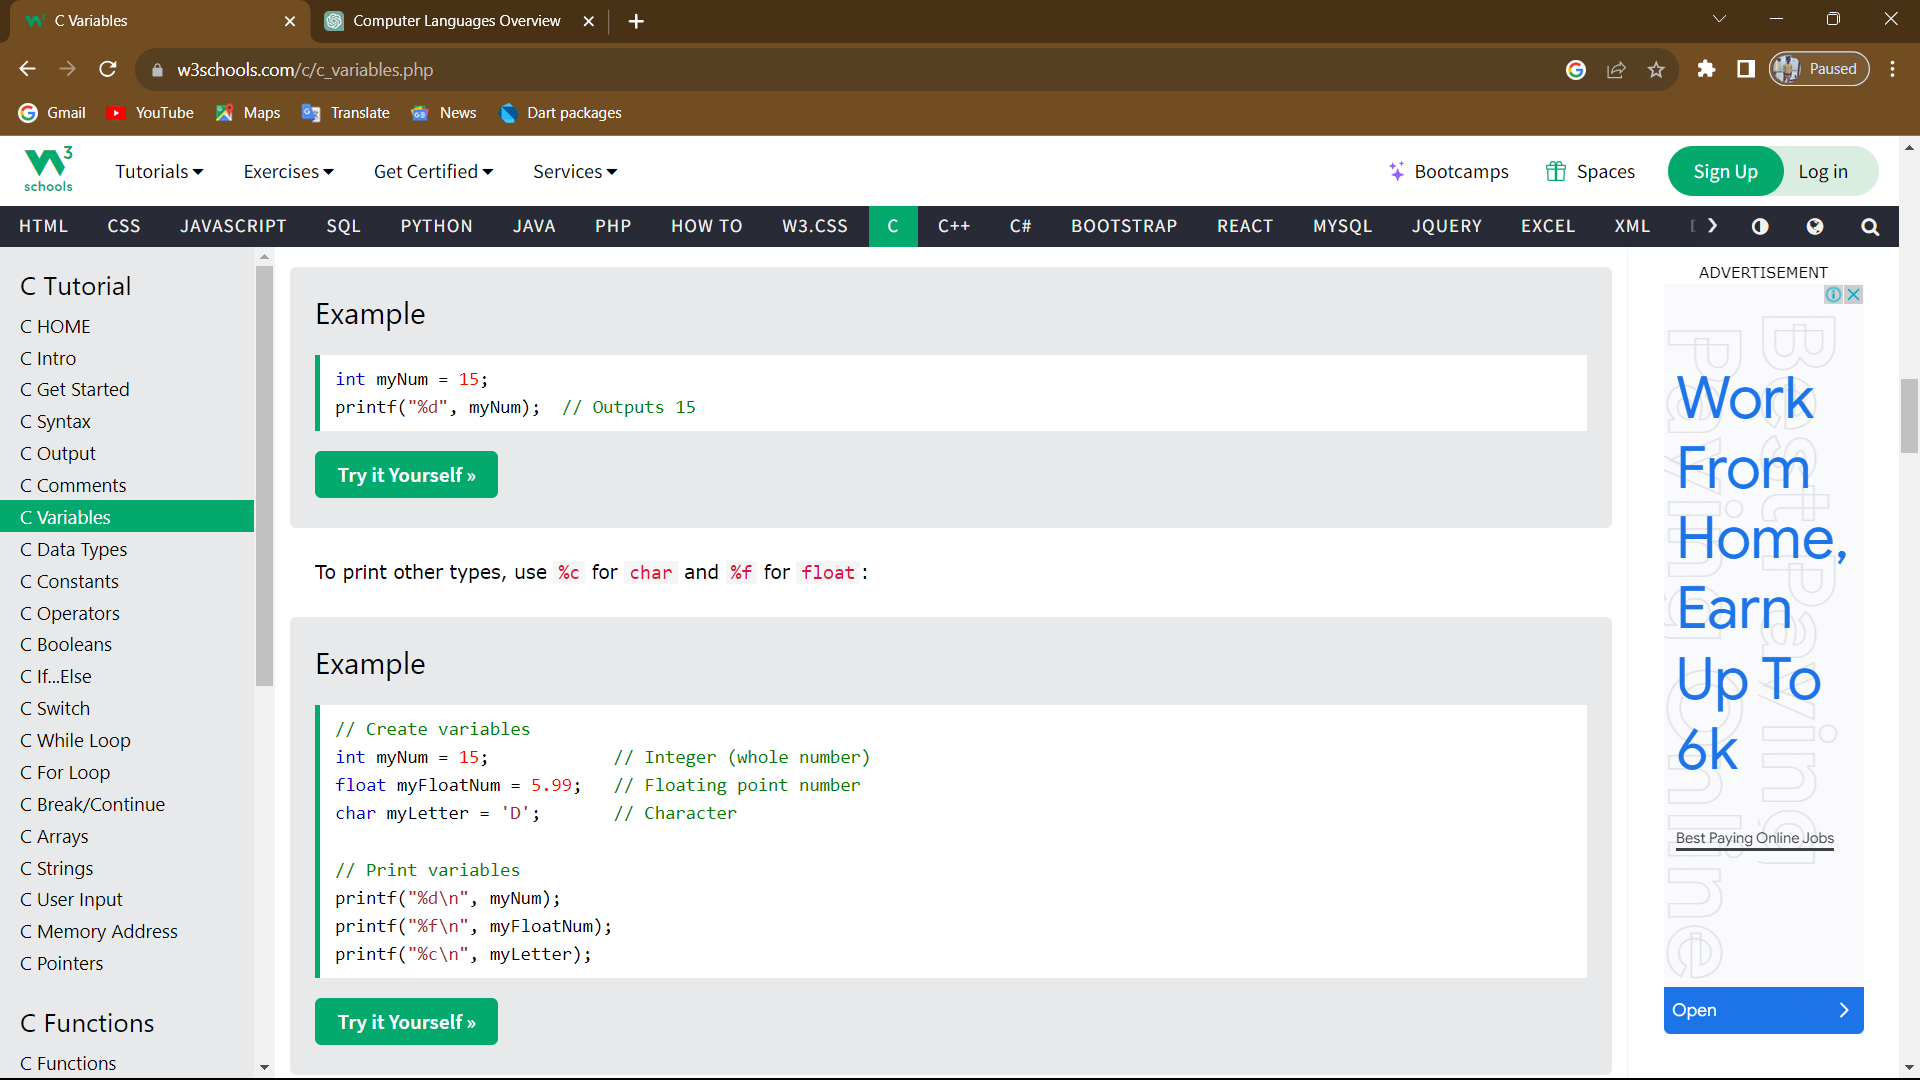 C Variables
Computer Languages Overview
w3schools.com/c/c_variables.php
Paused
Gmail
YouTube
Maps
Translate
News
Dart packages
W3 schools
Tutorials
Exercises
Get Certified
Services
Bootcamps
Spaces
Sign Up
Log in
HTML CSS JAVASCRIPT SQL PYTHON JAVA PHP HOW TO W3.CSS C C++ C# BOOTSTRAP REACT MYSQL JQUERY EXCEL XML
C Tutorial
C HOME
C Intro
C Get Started
C Syntax
C Output
C Comments
C Variables
C Data Types
C Constants
C Operators
C Booleans
C If...Else
C Switch
C While Loop
C For Loop
C Break/Continue
C Arrays
C Strings
C User Input
C Memory Address
C Pointers
C Functions
C Functions
Example
int myNum = 15;
printf("%d", myNum);  // Outputs 15
Try it Yourself »
To print other types, use %c for char and %f for float:
Example
// Create variables
int myNum = 15;            // Integer (whole number)
float myFloatNum = 5.99;   // Floating point number
char myLetter = 'D';       // Character
// Print variables
printf("%d\n", myNum);
printf("%f\n", myFloatNum);
printf("%c\n", myLetter);
Try it Yourself »
ADVERTISEMENT
Best Paying Online
Work
From
Home,
Earn
Up To
6k
Best Paying Online Jobs
Open